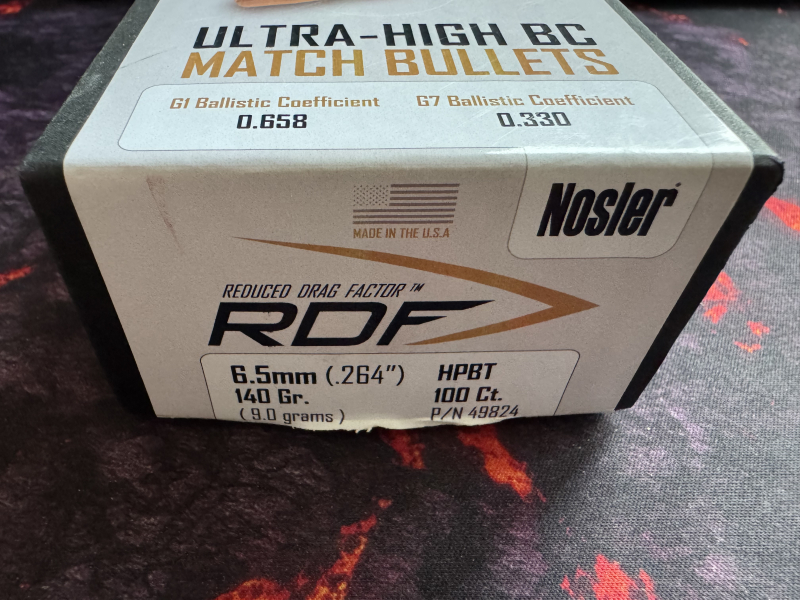 ULTRA-HIGH BC
MATCH BULLETS
G1 Ballistic Coefficient
0.658
G7 Ballistic Coefficient
0.330
MADE IN THE U.S.A
Nosler®
REDUCED DRAG FACTOR™
RDF
6.5mm (.264")
140 Gr.
(9.0 grams)
HPBT
100 Ct.
P/N 49824